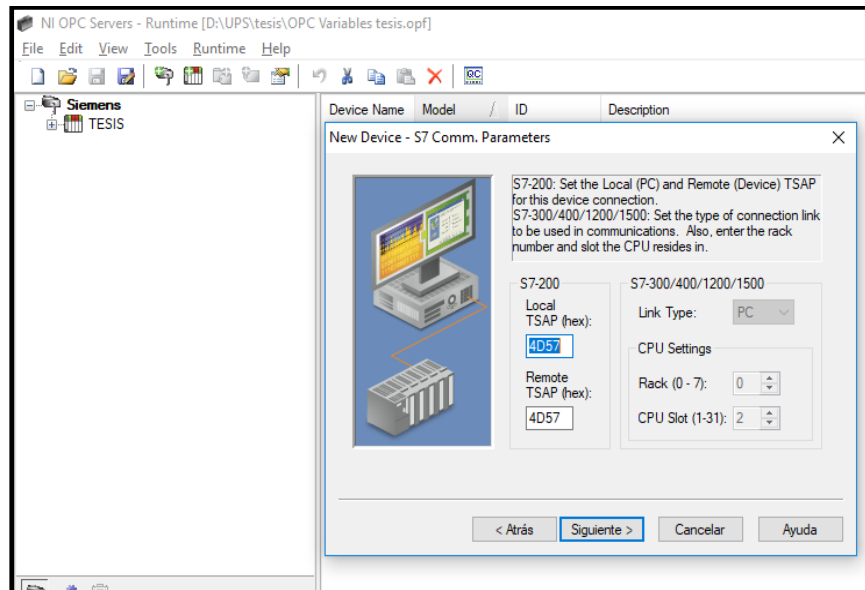 NI OPC Servers - Runtime [D:\UPS\tesis\OPC Variables tesis.opf]
File Edit View Tools Runtime Help
Siemens
TESIS
Device Name Model / ID Description
New Device - S7 Comm. Parameters
S7-200: Set the Local (PC) and Remote (Device) TSAP
for this device connection.
S7-300/400/1200/1500: Set the type of connection link
to be used in communications. Also, enter the rack
number and slot the CPU resides in.
S7-200
Local
TSAP (hex):
4D57
Remote
TSAP (hex):
4D57
S7-300/400/1200/1500
Link Type: PC
CPU Settings
Rack (0 - 7): 0
CPU Slot (1-31): 2
< Atrás Siguiente > Cancelar Ayuda